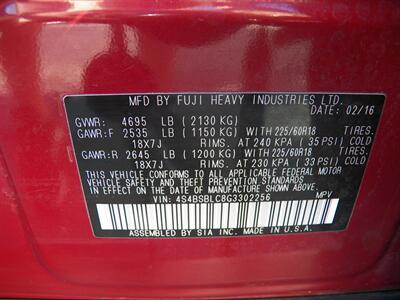 MFD BY FUJI HEAVY INDUSTRIES LTD.
DATE: 02/16
GVWR: 4695 LB (2130 KG)
GAWR:F 2535 LB (1150 KG) WITH 225/60R18 TIRES.
18X7J RIMS. AT 240 KPA (35 PSI) COLD
GAWR:R 2645 LB (1200 KG) WITH 225/60R18 TIRES.
18X7J RIMS. AT 230 KPA (33 PSI) COLD
THIS VEHICLE CONFORMS TO ALL APPLICABLE FEDERAL MOTOR
VEHICLE SAFETY AND THEFT PREVENTION STANDARDS
IN EFFECT ON THE DATE OF MANUFACTURE SHOWN ABOVE.
VIN: 4S4BSBLC8G3302256 MPV
ASSEMBLED BY SIA INC. MADE IN U.S.A.